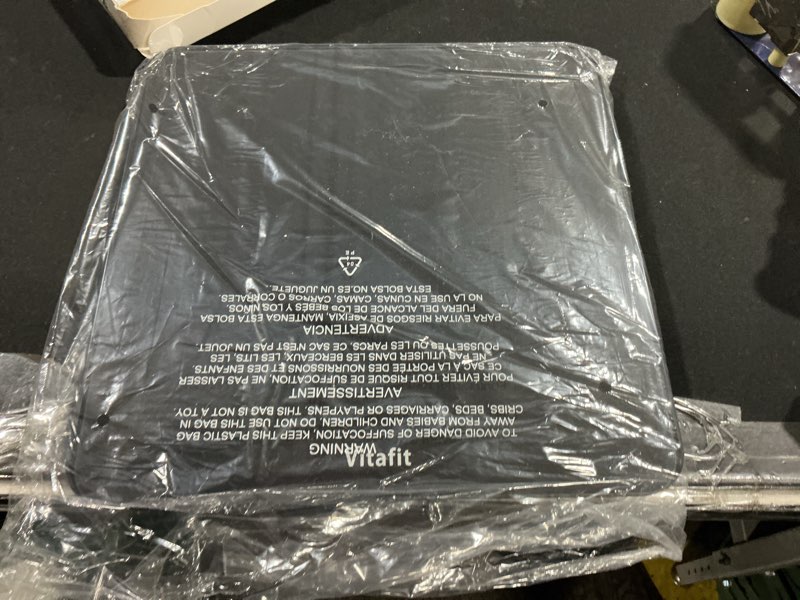 WARNING
TO AVOID DANGER OF SUFFOCATION, KEEP THIS PLASTIC BAG
AWAY FROM BABIES AND CHILDREN, DO NOT USE THIS BAG IN
CRIBS, BEDS, CARRIAGES OR PLAYPENS, THIS BAG IS NOT A TOY
AVERTISSEMENT
POUR ÉVITER TOUT RISQUE DE SUFFOCATION, NE PAS LAISSER
CE SAC À LA PORTÉE DES NOURRISSONS ET DES ENFANTS.
NE PAS UTILISER DANS LES BERCEAUX, LES LITS, LES
POUSSETTES OU LES PARCS. CE SAC N'EST PAS UN JOUET.
ADVERTENCIA
PARA EVITAR RIESGOS DE ASFIXIA, MANTENGA ESTA BOLSA
FUERA DEL ALCANCE DE LOS BEBÉS Y LOS NIÑOS.
NO LA USE EN CUNAS, CAMAS, CARROS O CORRALES.
ESTA BOLSA NO ES UN JUGUETE.
04
PE
Vitafit